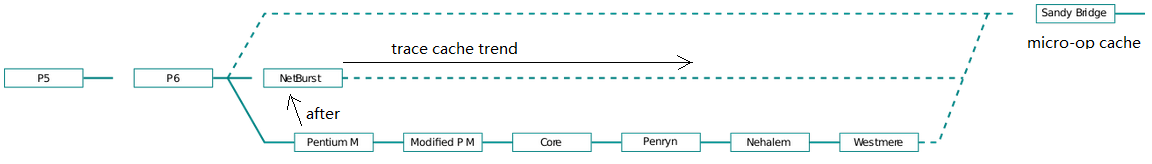 Sandy Bridge
micro-op cache
trace cache trend
P5
P6
NetBurst
after
Pentium M
Modified P M
Core
Penryn
Nehalem
Westmere